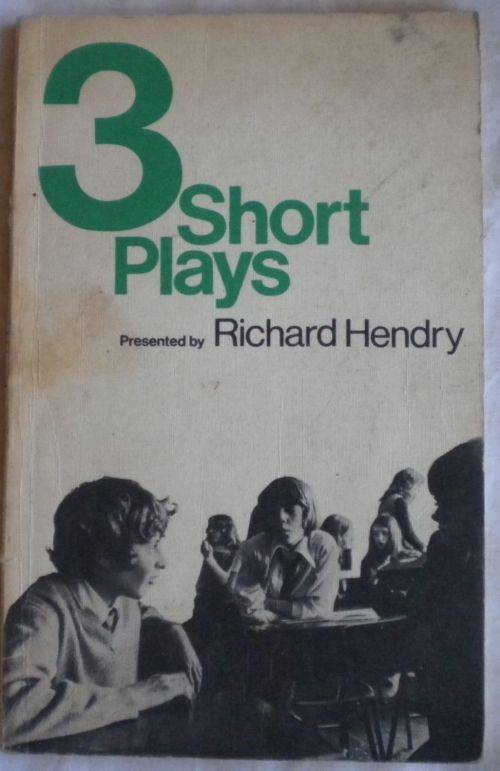 3
Short
Plays
Presented by Richard Hendry